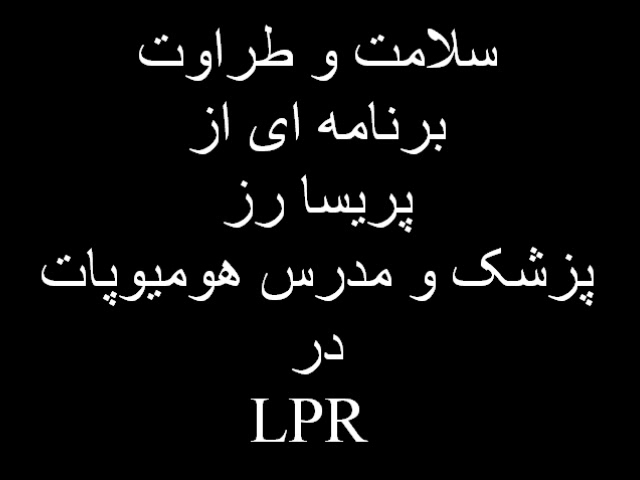 سلامت و طراوت
برنامه ای از
پریسا رز
پزشک و مدرس هومیوپات
در
LPR